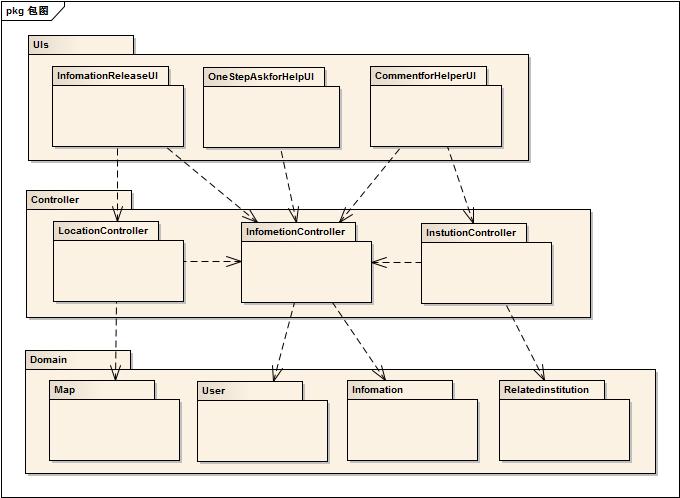 pkg 包图
UIs
InfomationReleaseUI
OneStepAskforHelpUI
CommentforHelperUI
Controller
LocationController
InfometionController
InstutionController
Domain
Map
User
Infomation
Relatedinstitution